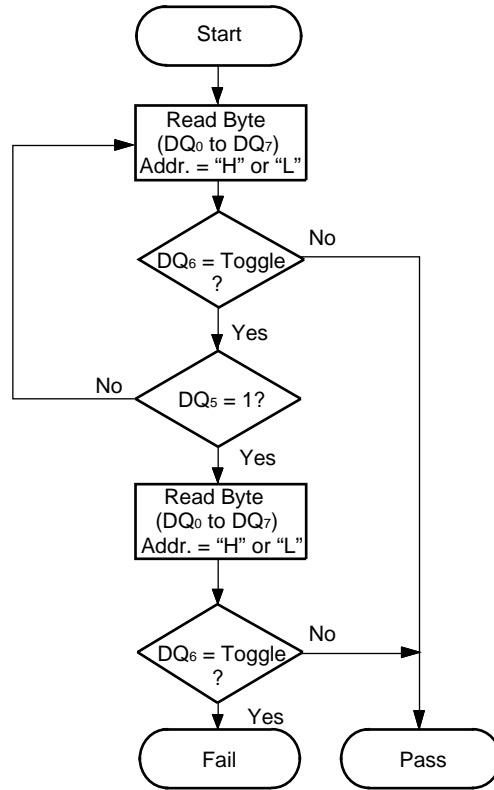 Start
Read Byte
(DQ0 to DQ7)
Addr. = “H” or “L”
No
DQ6 = Toggle
?
Yes
No
DQ5 = 1?
Yes
Read Byte
(DQ0 to DQ7)
Addr. = “H” or “L”
No
DQ6 = Toggle
?
Yes
Fail
Pass